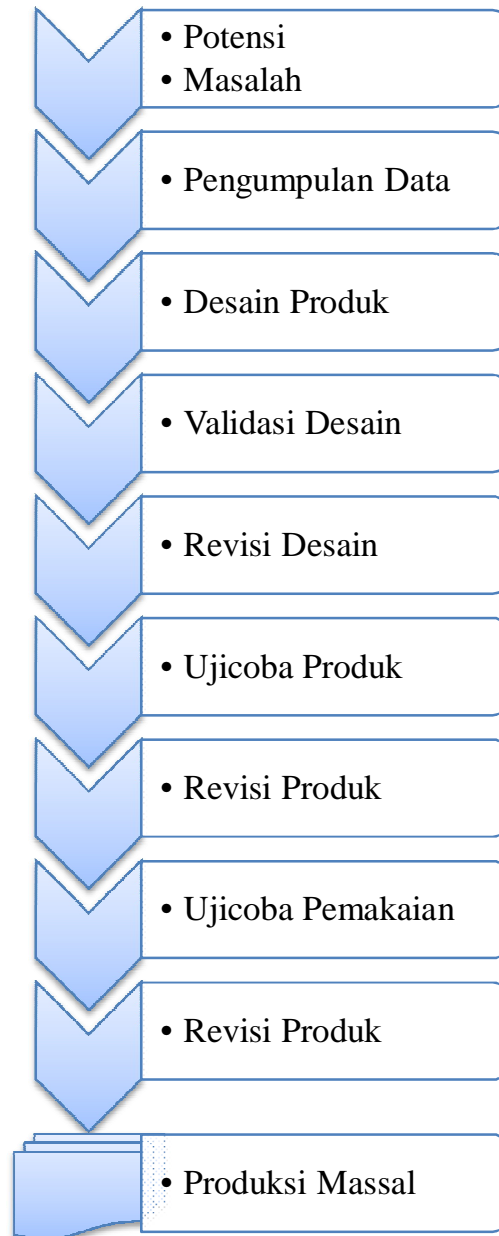 • Potensi
• Masalah
• Pengumpulan Data
• Desain Produk
• Validasi Desain
• Revisi Desain
• Ujicoba Produk
• Revisi Produk
• Ujicoba Pemakaian
• Revisi Produk
• Produksi Massal